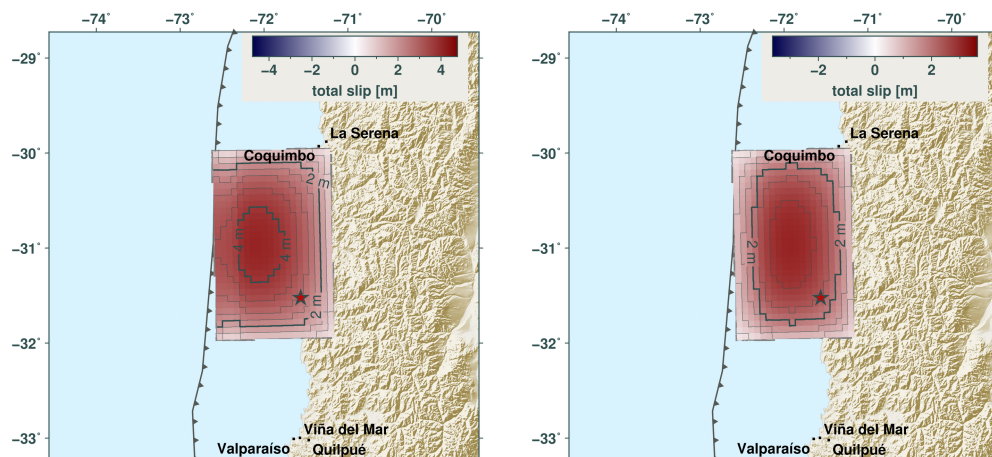 −74˚ −73˚ −72˚ −71˚ −70˚
−29˚
−30˚
−31˚
−32˚
−33˚
−4 −2 0 2 4
total slip [m]
La Serena
Coquimbo
2 m
4 m
4 m
2 m
Viña del Mar
Valparaíso Quilpué
−74˚ −73˚ −72˚ −71˚ −70˚
−29˚
−30˚
−31˚
−32˚
−33˚
−2 0 2
total slip [m]
La Serena
Coquimbo
2 m
2 m
Viña del Mar
Valparaíso Quilpué